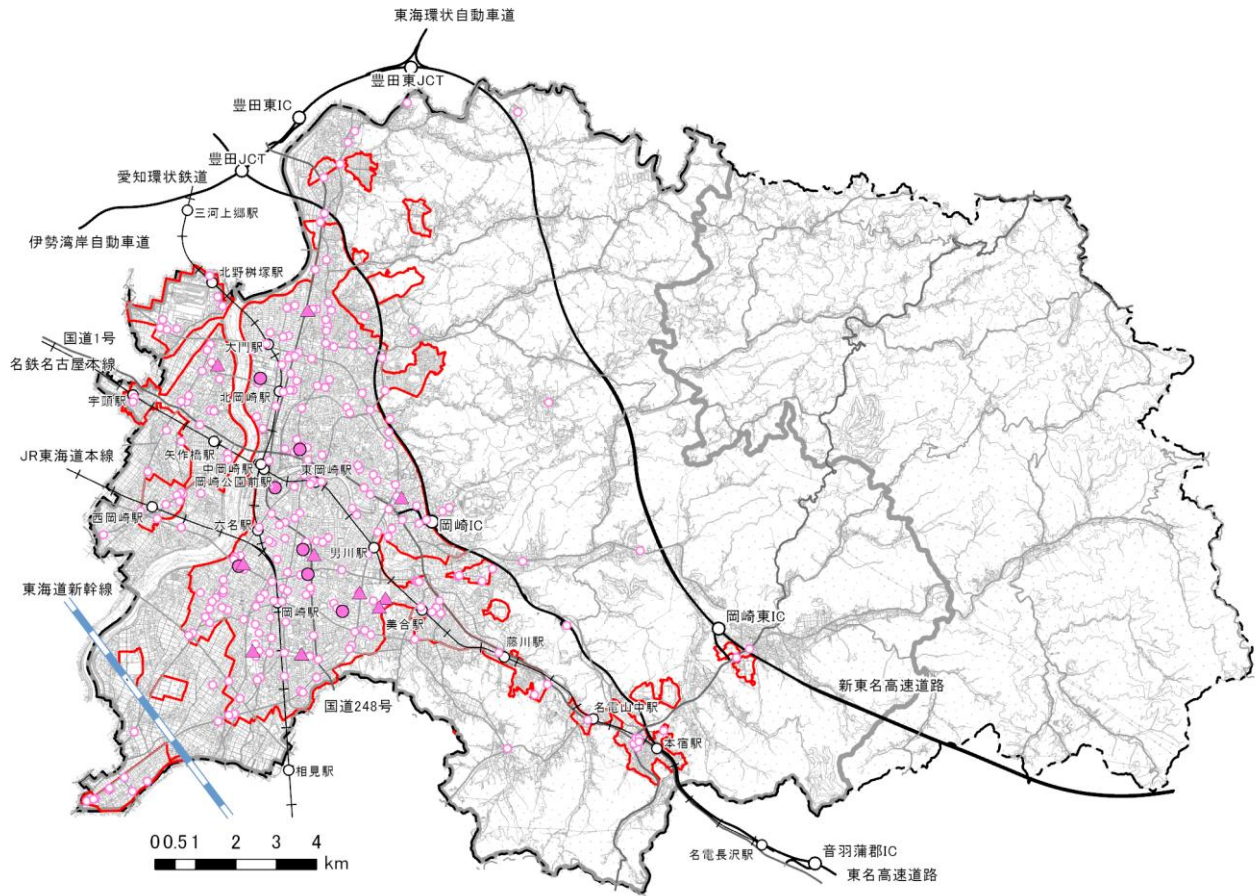 東海環状自動車道
豊田東JCT
豊田東IC
豊田JCT
愛知環状鉄道
三河上郷駅
伊勢湾岸自動車道
北野桝塚駅
国道1号
大門駅
名鉄名古屋本線
宇頭駅
北岡崎駅
矢作橋駅
JR東海道本線
中岡崎駅
東岡崎駅
岡崎公園前駅
西岡崎駅
六名駅
岡崎IC
男川駅
東海道新幹線
岡崎駅
美合駅
岡崎東IC
藤川駅
新東名高速道路
国道248号
名電山中駅
本宿駅
相見駅
0 0.5 1 2 3 4
km
名電長沢駅
音羽蒲郡IC
東名高速道路